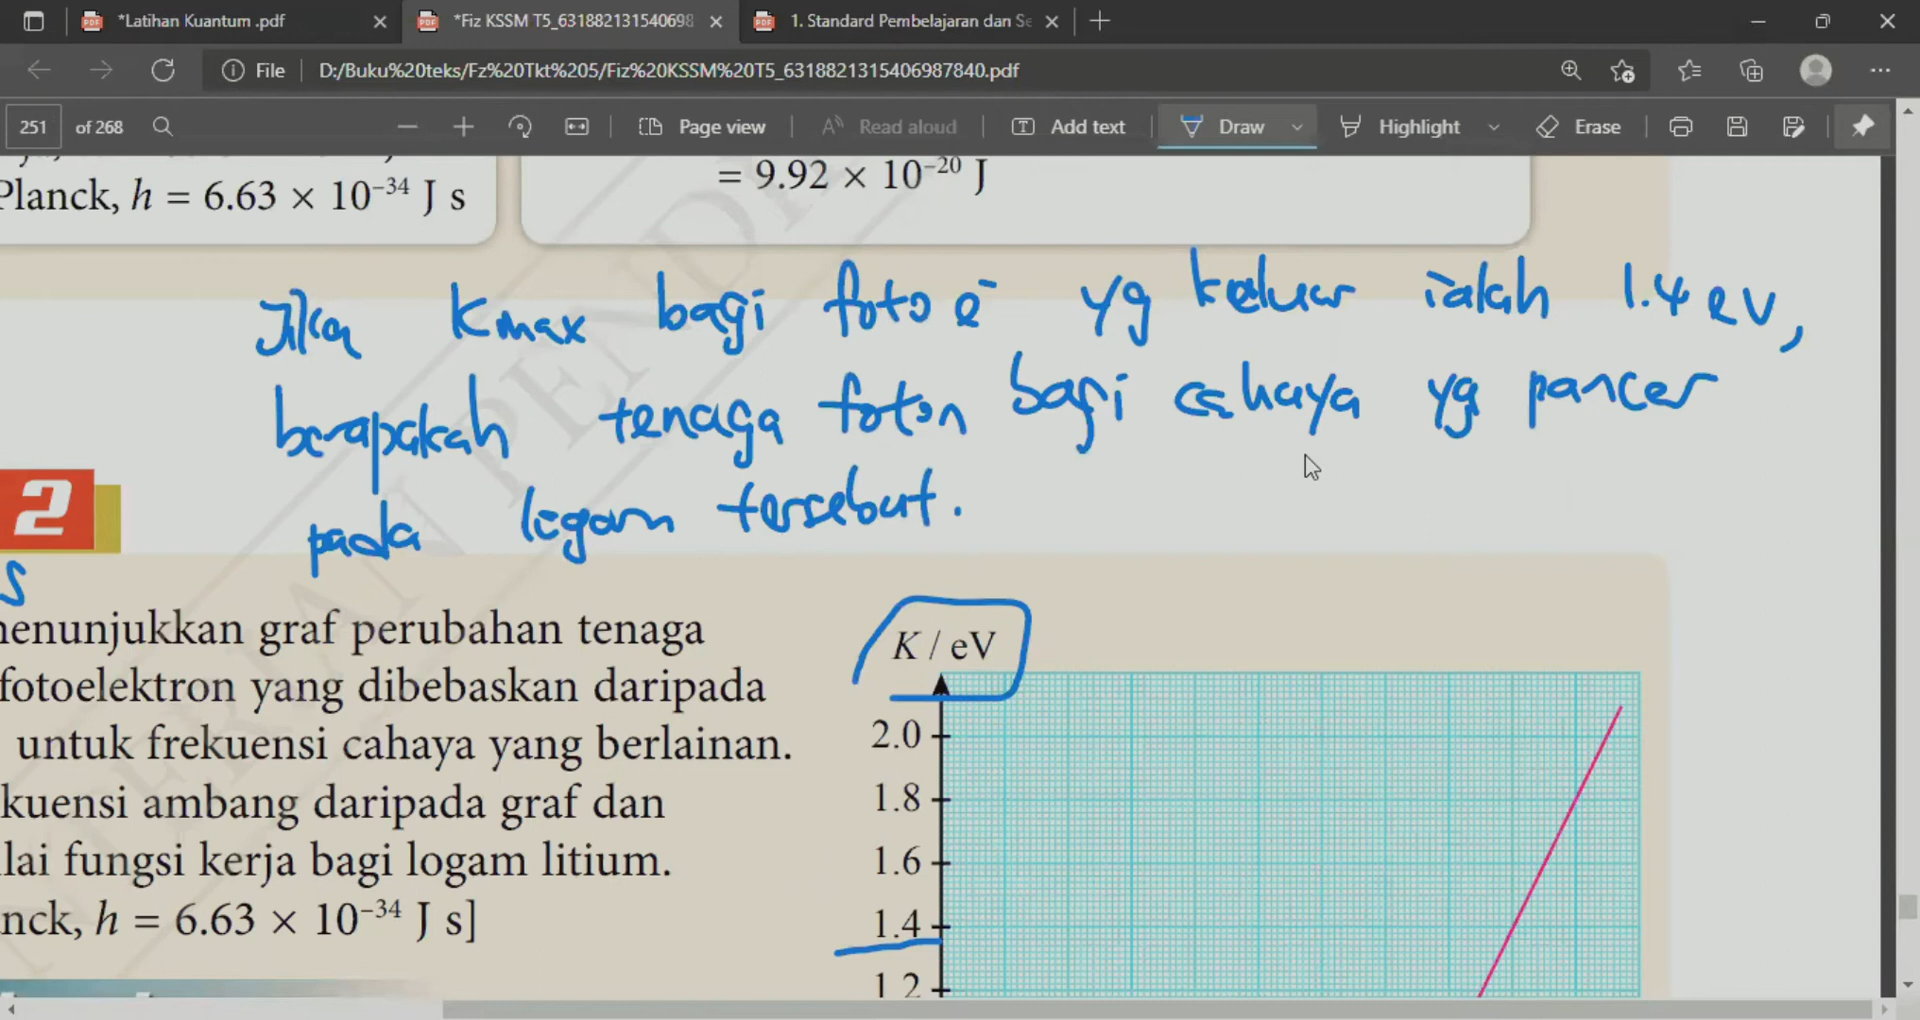 *Latihan Kuantum .pdf
*Fiz KSSM T5_631882131540698
1. Standard Pembelajaran dan Se
File D:/Buku%20teks/Fz%20Tkt%205/Fiz%20KSSM%20T5_6318821315406987840.pdf
251 of 268 Page view Read aloud Add text Draw Highlight Erase
= 9.92 × 10⁻²⁰ J
Planck, h = 6.63 × 10⁻³⁴ J s
Jika Kmax bagi foto e⁻ yg keluar ialah 1.4 eV,
berapakah tenaga foton bagi cahaya yg pancar
pada logam tersebut.
2
s
menunjukkan graf perubahan tenaga
fotoelektron yang dibebaskan daripada
untuk frekuensi cahaya yang berlainan.
kuensi ambang daripada graf dan
lai fungsi kerja bagi logam litium.
nck, h = 6.63 × 10⁻³⁴ J s]
K / eV
2.0
1.8
1.6
1.4
1.2